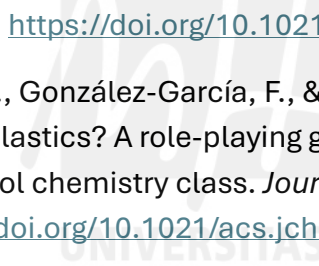 https://doi.org/10.1021
., González-García, F., &
lastics? A role-playing g
ol chemistry class. Jour
doi.org/10.1021/acs.jch
UNIVERSITAS